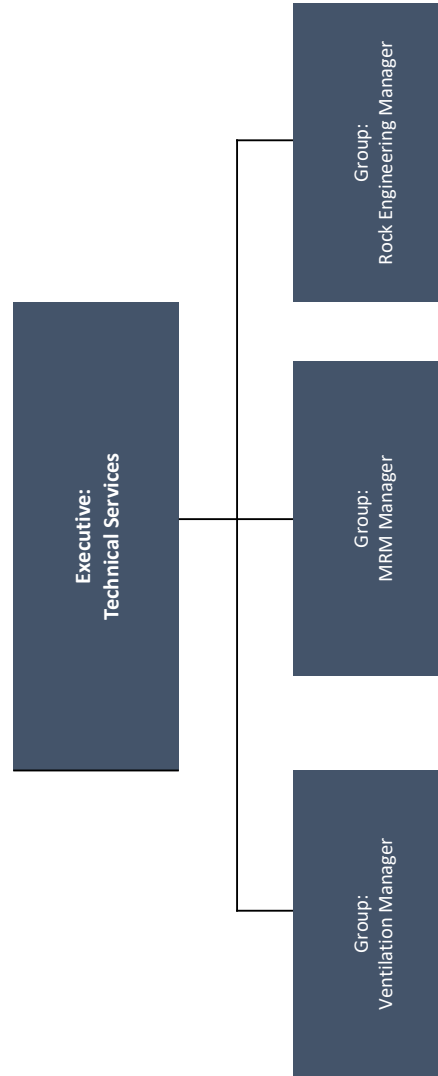 Executive:
Technical Services
Group:
Ventilation Manager
Group:
MRM Manager
Group:
Rock Engineering Manager